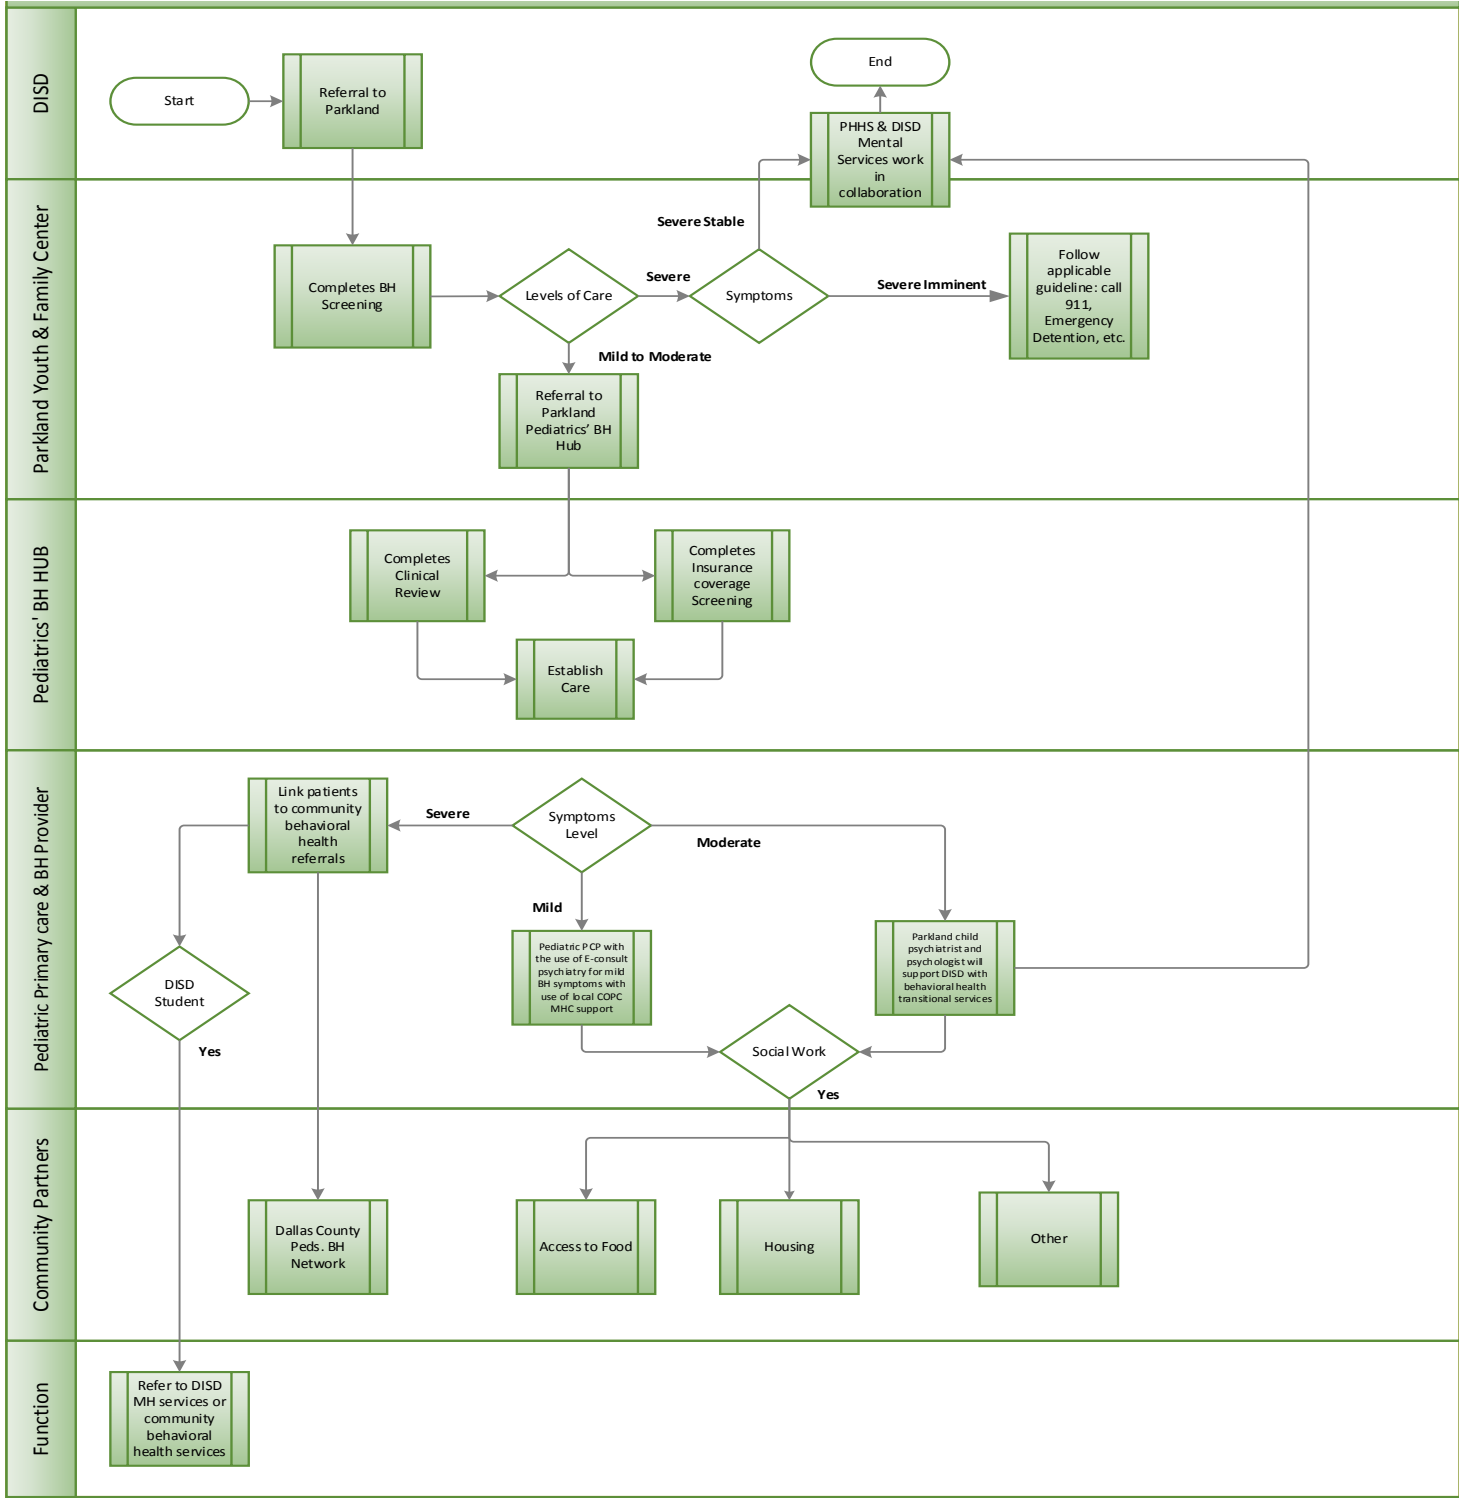 DISD
Start
Referral to
Parkland
End
PHHS & DISD
Mental
Services work
in
collaboration
Parkland Youth & Family Center
Completes BH
Screening
Levels of Care
Severe
Symptoms
Severe Stable
Severe Imminent
Follow
applicable
guideline: call
911,
Emergency
Detention, etc.
Mild to Moderate
Referral to
Parkland
Pediatrics’ BH
Hub
Pediatrics' BH HUB
Completes
Clinical
Review
Completes
Insurance
coverage
Screening
Establish
Care
Pediatric Primary care & BH Provider
Link patients
to community
behavioral
health
referrals
Severe
Symptoms
Level
Moderate
Mild
DISD
Student
Yes
Pediatric PCP with
the use of E-consult
psychiatry for mild
BH symptoms with
use of local COPC
MHC support
Parkland child
psychiatrist and
psychologist will
support DISD with
behavioral health
transitional services
Social Work
Yes
Community Partners
Dallas County
Peds. BH
Network
Access to Food
Housing
Other
Function
Refer to DISD
MH services or
community
behavioral
health services